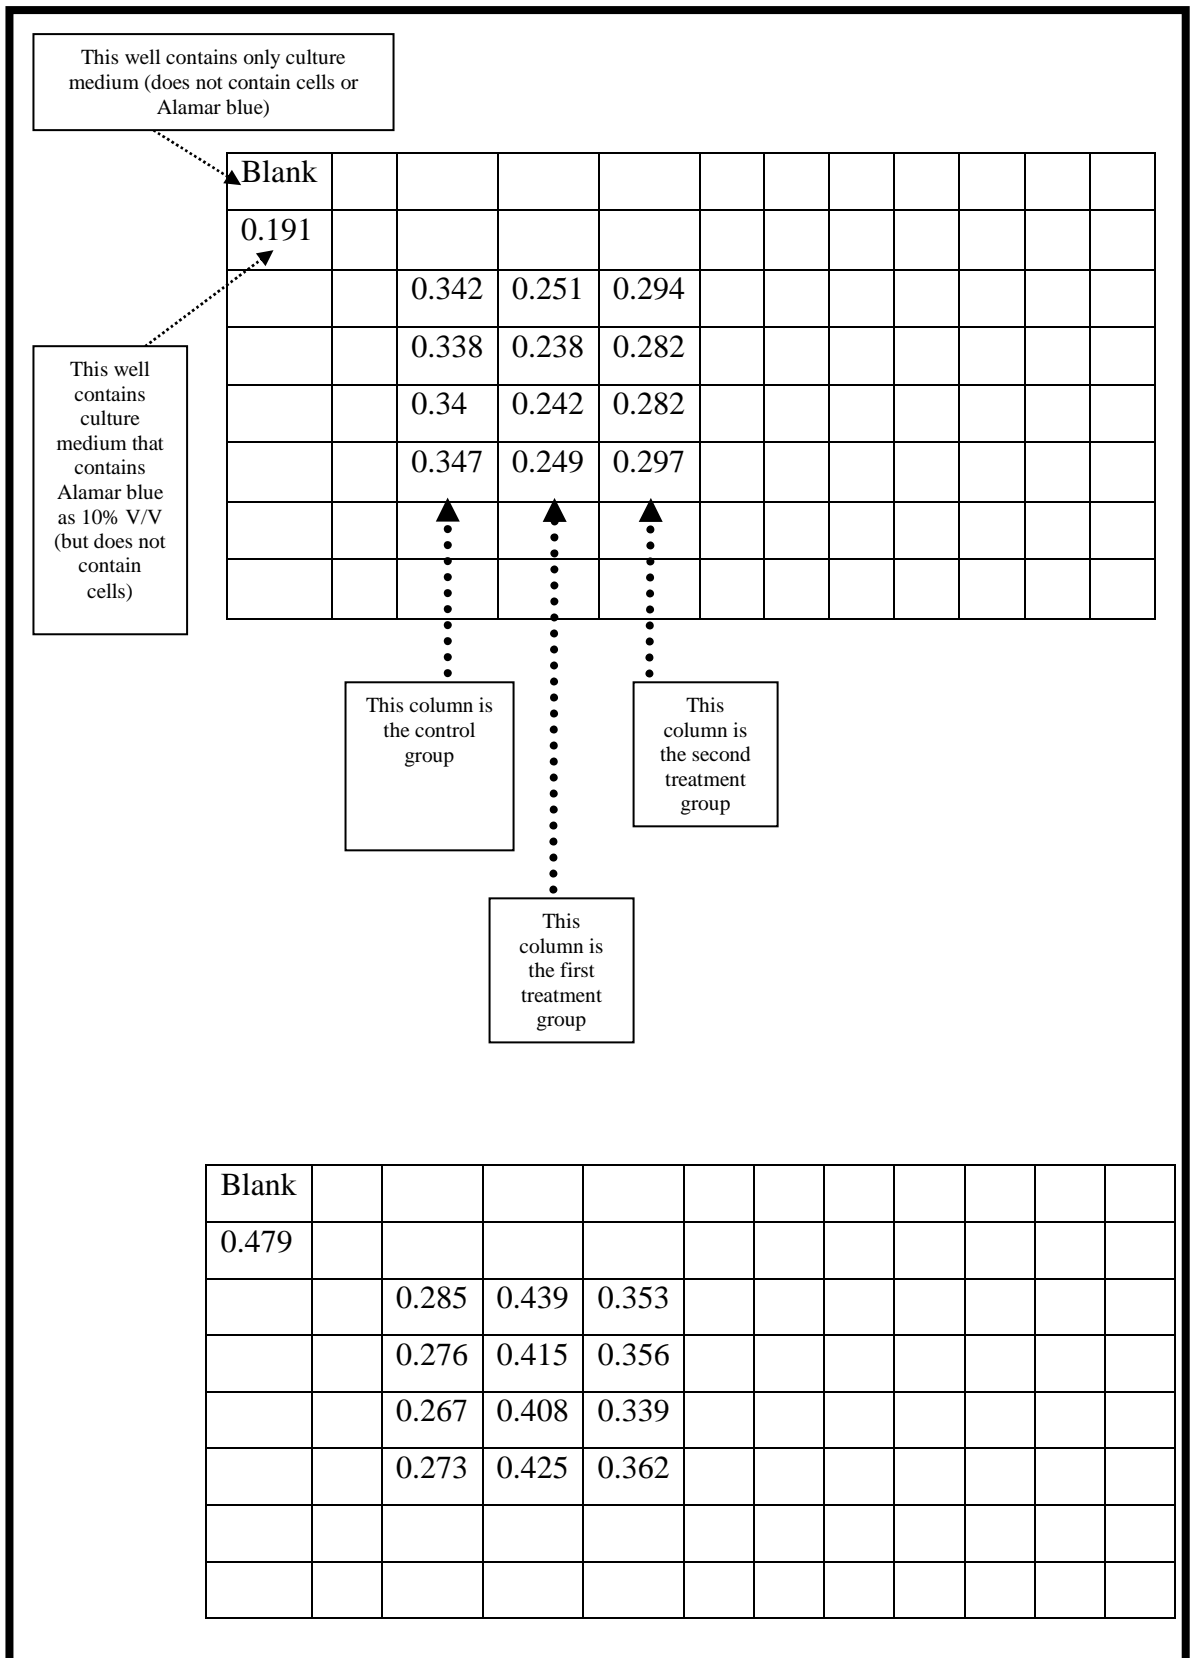 This well contains only culture
medium (does not contain cells or
Alamar blue)
Blank
0.191
0.342 0.251 0.294
0.338 0.238 0.282
0.34 0.242 0.282
0.347 0.249 0.297
This well
contains
culture
medium that
contains
Alamar blue
as 10% V/V
(but does not
contain
cells)
This column is
the control
group
This
column is
the second
treatment
group
This
column is
the first
treatment
group
Blank
0.479
0.285 0.439 0.353
0.276 0.415 0.356
0.267 0.408 0.339
0.273 0.425 0.362